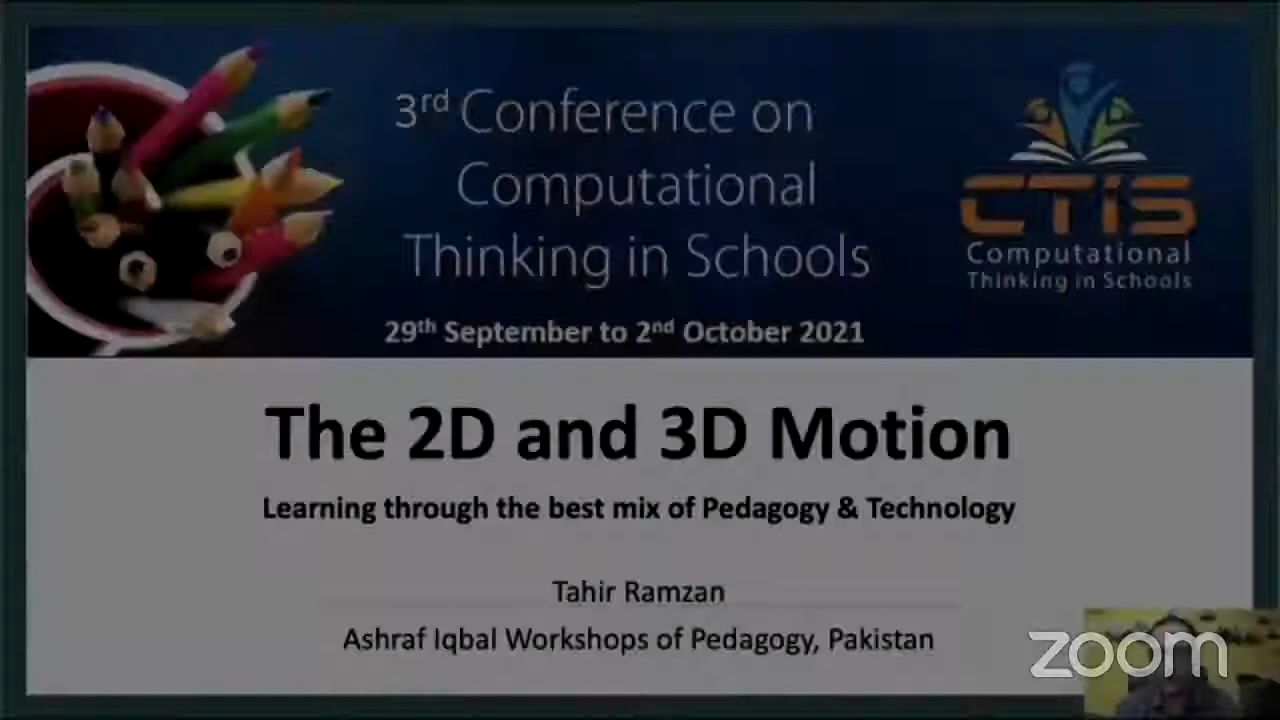 3rd Conference on
Computational
Thinking in Schools
29th September to 2nd October 2021
CTiS
Computational
Thinking in Schools
The 2D and 3D Motion
Learning through the best mix of Pedagogy & Technology
Tahir Ramzan
Ashraf Iqbal Workshops of Pedagogy, Pakistan
zoom